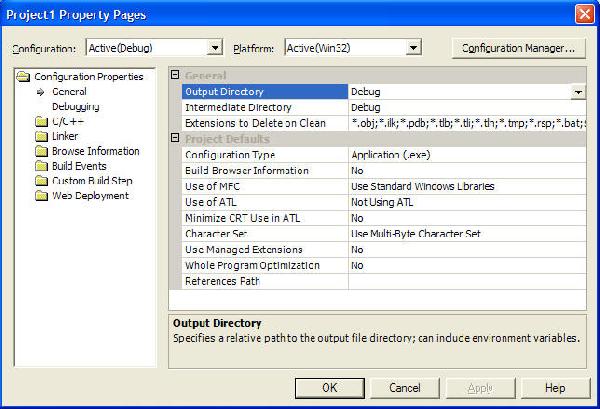 Project1 Property Pages
Configuration: Active(Debug) Platform: Active(Win32) Configuration Manager...
Configuration Properties
General
Debugging
C/C++
Linker
Browse Information
Build Events
Custom Build Step
Web Deployment
General
Output Directory Debug
Intermediate Directory Debug
Extensions to Delete on Clean *.obj;*.ilk;*.pdb;*.tlb;*.tli;*.tlh;*.tmp;*.rsp;*.bat;
Project Defaults
Configuration Type Application (.exe)
Build Browser Information No
Use of MFC Use Standard Windows Libraries
Use of ATL Not Using ATL
Minimize CRT Use in ATL No
Character Set Use Multi-Byte Character Set
Use Managed Extensions No
Whole Program Optimization No
References Path
Output Directory
Specifies a relative path to the output file directory; can include environment variables.
OK Cancel Apply Help